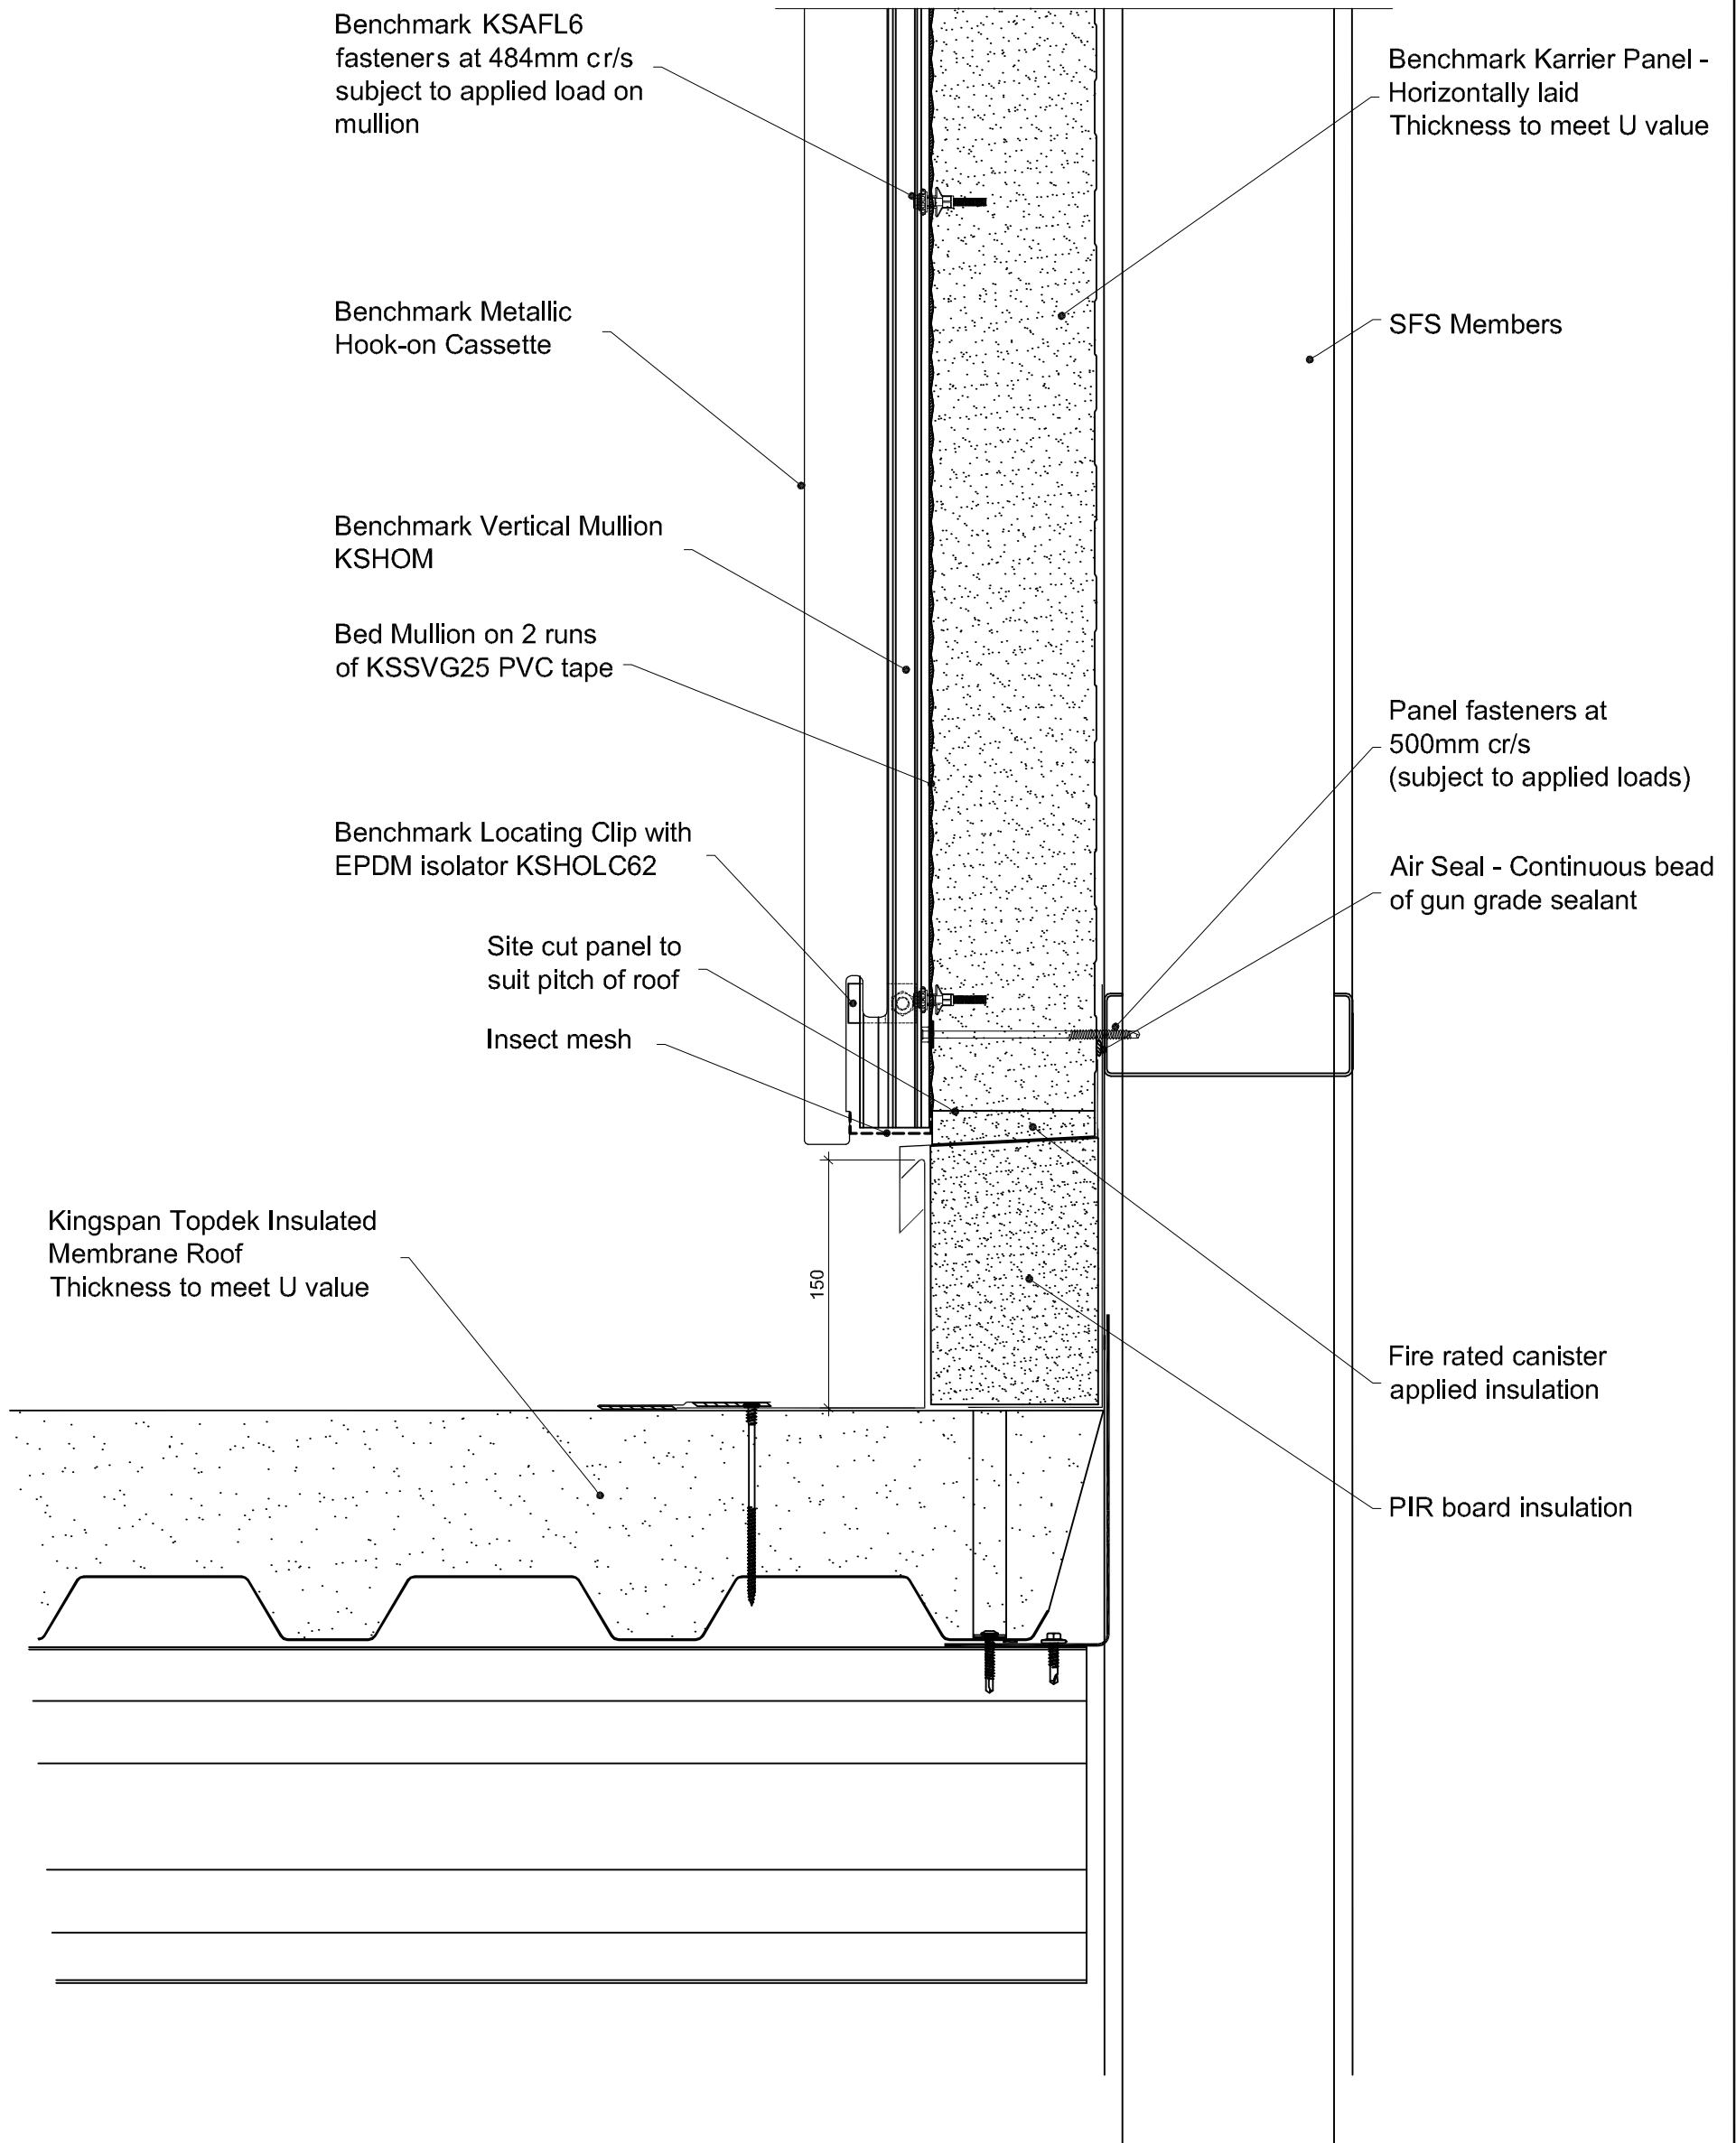 Benchmark KSAFL6
fasteners at 484mm cr/s
subject to applied load on
mullion
Benchmark Metallic
Hook-on Cassette
Benchmark Vertical Mullion
KSHOM
Bed Mullion on 2 runs
of KSSVG25 PVC tape
Benchmark Locating Clip with
EPDM isolator KSHOLC62
Site cut panel to
suit pitch of roof
Insect mesh
Kingspan Topdek Insulated
Membrane Roof
Thickness to meet U value
150
Benchmark Karrier Panel -
Horizontally laid
Thickness to meet U value
SFS Members
Panel fasteners at
500mm cr/s
(subject to applied loads)
Air Seal - Continuous bead
of gun grade sealant
Fire rated canister
applied insulation
PIR board insulation